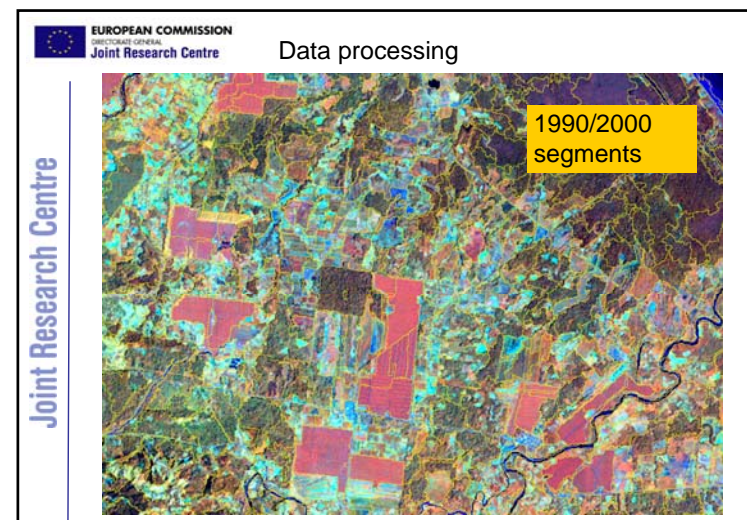 EUROPEAN COMMISSION
DIRECTORATE-GENERAL
Joint Research Centre
Data processing
1990/2000
segments
Joint Research Centre